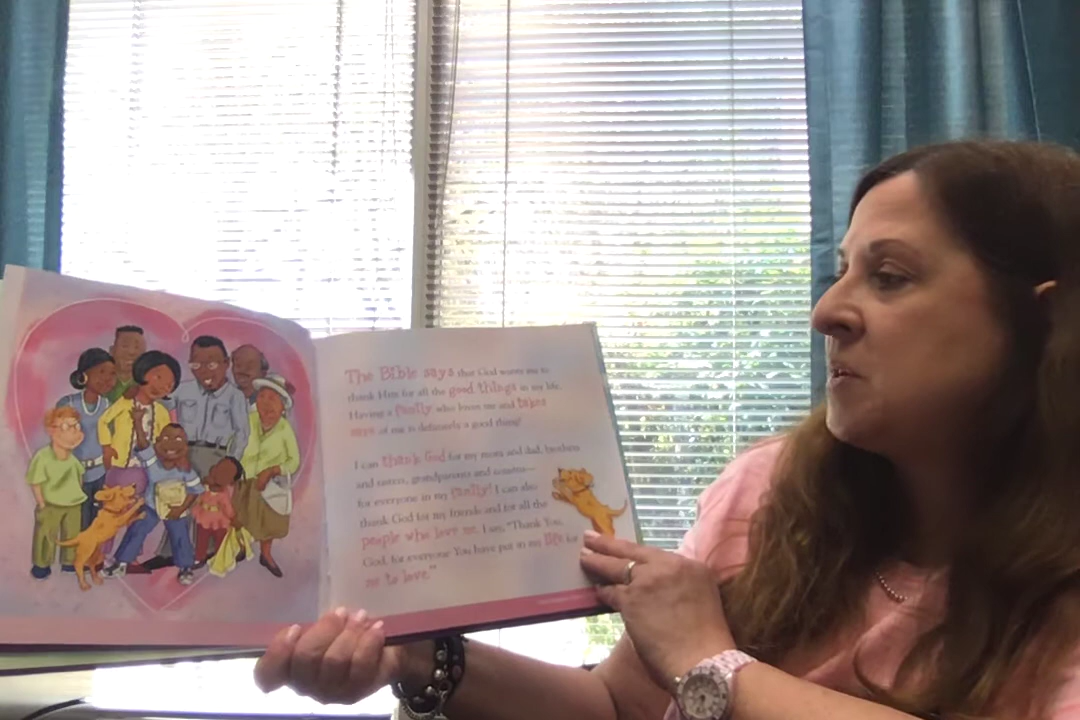 The Bible says that God wants me to
thank Him for all the good things in my life.
Having a family who loves me and takes
care of me is definitely a good thing!
I can thank God for my mom and dad, brothers
and sisters, grandparents and cousins—
for everyone in my family! I can also
thank God for my friends and for all the
people who love me. I say, "Thank You,
God, for everyone You have put in my life for
me to love."